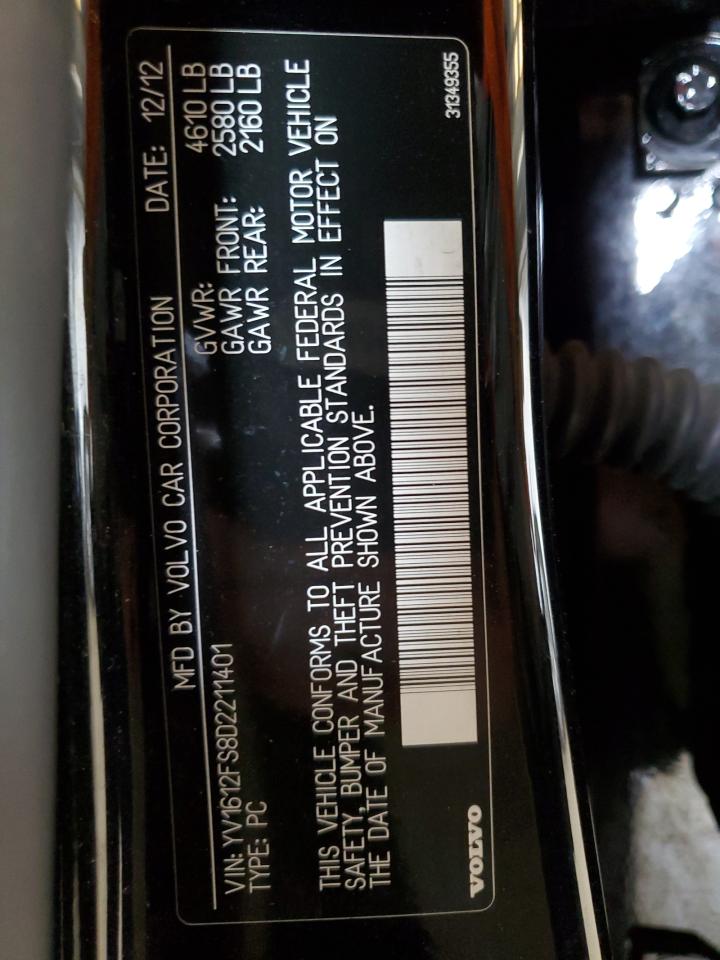 MFD BY VOLVO CAR CORPORATION DATE: 12/12
VIN: YV1612FS8D2211401 GVWR: 4610 LB
TYPE: PC GAWR FRONT: 2580 LB
GAWR REAR: 2160 LB
THIS VEHICLE CONFORMS TO ALL APPLICABLE FEDERAL MOTOR VEHICLE
SAFETY, BUMPER AND THEFT PREVENTION STANDARDS IN EFFECT ON
THE DATE OF MANUFACTURE SHOWN ABOVE.
VOLVO 31349355